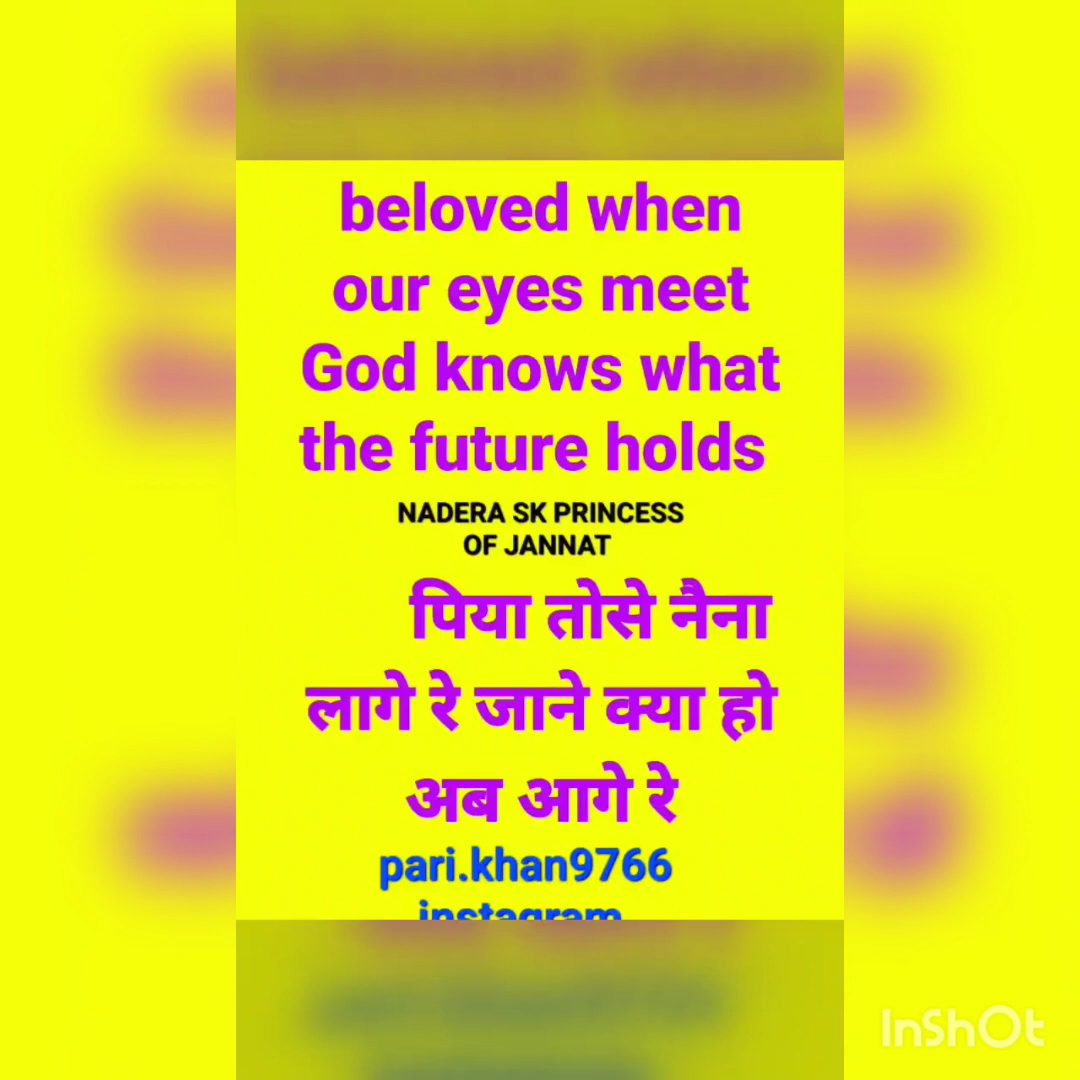 beloved when
our eyes meet
God knows what
the future holds
NADERA SK PRINCESS
OF JANNAT
पिया तोसे नैना
लागे रे जाने क्या हो
अब आगे रे
pari.khan9766
instagram
InShOt